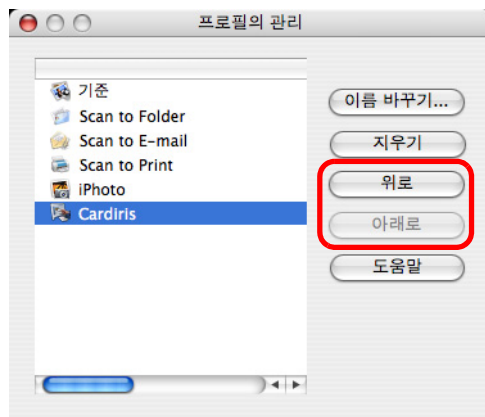 프로필의 관리
기준
Scan to Folder
Scan to E-mail
Scan to Print
iPhoto
Cardiris
이름 바꾸기...
지우기
위로
아래로
도움말